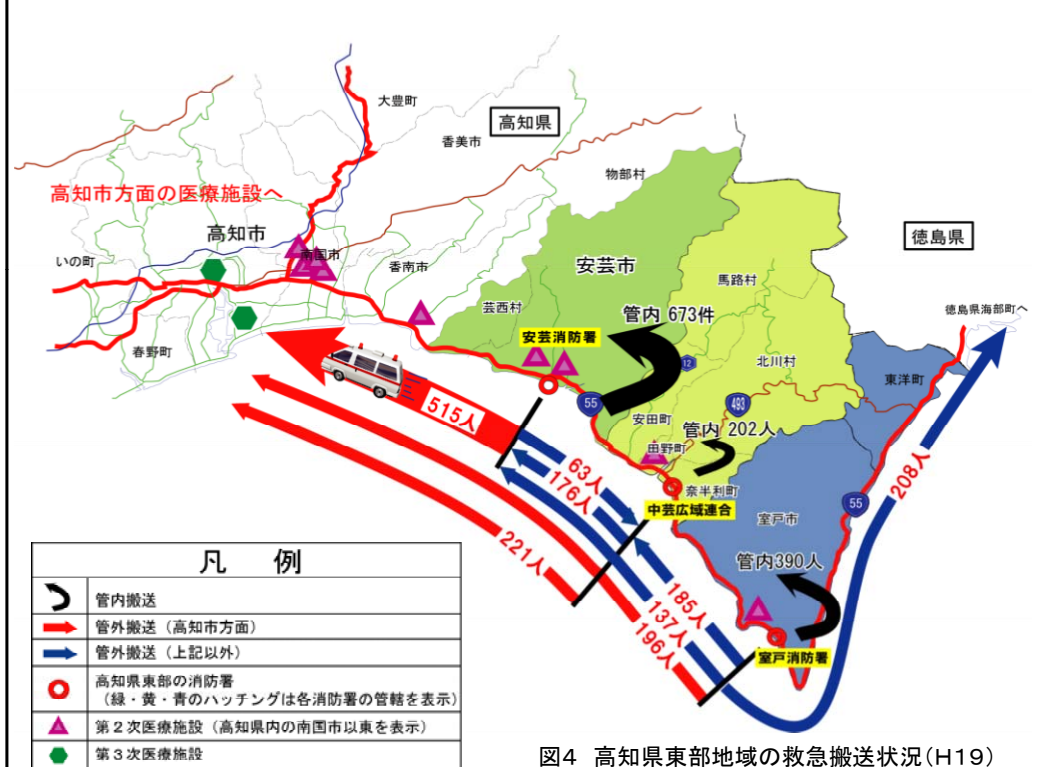 大豊町
高知県
香美市
物部村
高知市方面の医療施設へ
高知市
徳島県
いの町
南国市
香南市
安芸市
馬路村
芸西村
管内 673件
徳島県海部町へ
安芸消防署
春野町
12
北川村
東洋町
515人
55
493
安田町
管内 202人
田野町
208人
63人
176人
奈半利町
55
中芸広域連合
室戸市
221人
管内390人
185人
137人
196人
室戸消防署
凡 例
管内搬送
管外搬送（高知市方面）
管外搬送（上記以外）
高知県東部の消防署
（緑・黄・青のハッチングは各消防署の管轄を表示）
第２次医療施設（高知県内の南国市以東を表示）
第３次医療施設
図4 高知県東部地域の救急搬送状況(H19)